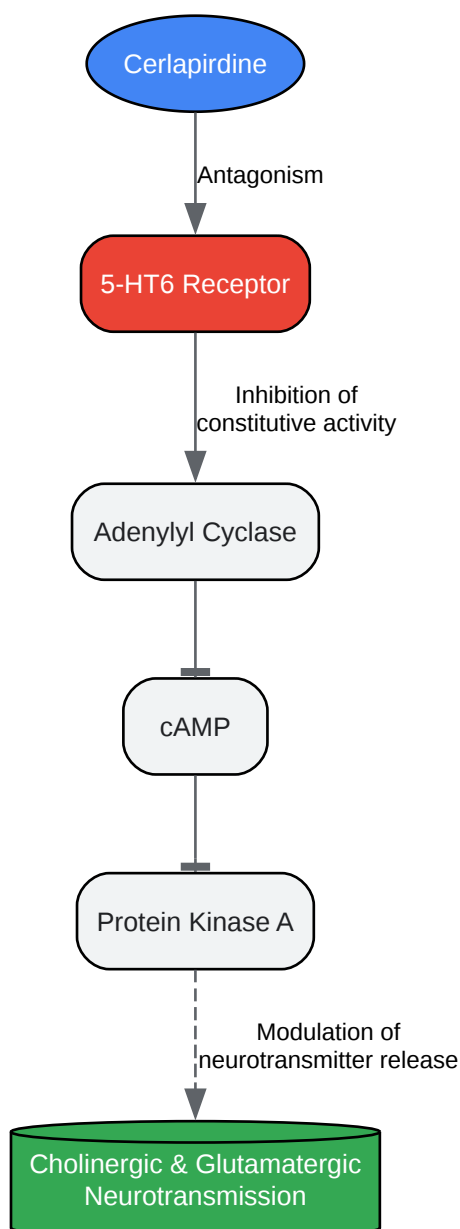 Cerlapirdine
Antagonism
5-HT6 Receptor
Inhibition of
constitutive activity
Adenylyl Cyclase
cAMP
Protein Kinase A
Modulation of
neurotransmitter release
Cholinergic & Glutamatergic
Neurotransmission